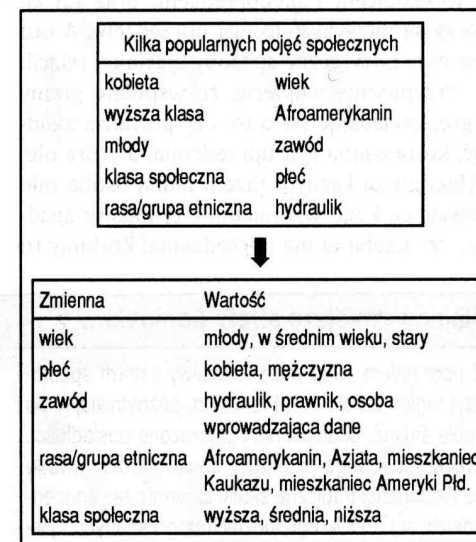 Kilka popularnych pojęć społecznych
kobieta wiek
wyższa klasa Afroamerykanin
młody zawód
klasa społeczna płeć
rasa/grupa etniczna hydraulik
Zmienna Wartość
wiek młody, w średnim wieku, stary
płeć kobieta, mężczyzna
zawód hydraulik, prawnik, osoba
wprowadzająca dane
rasa/grupa etniczna Afroamerykanin, Azjata, mieszkaniec
Kaukazu, mieszkaniec Ameryki Płd.
klasa społeczna wyższa, średnia, niższa